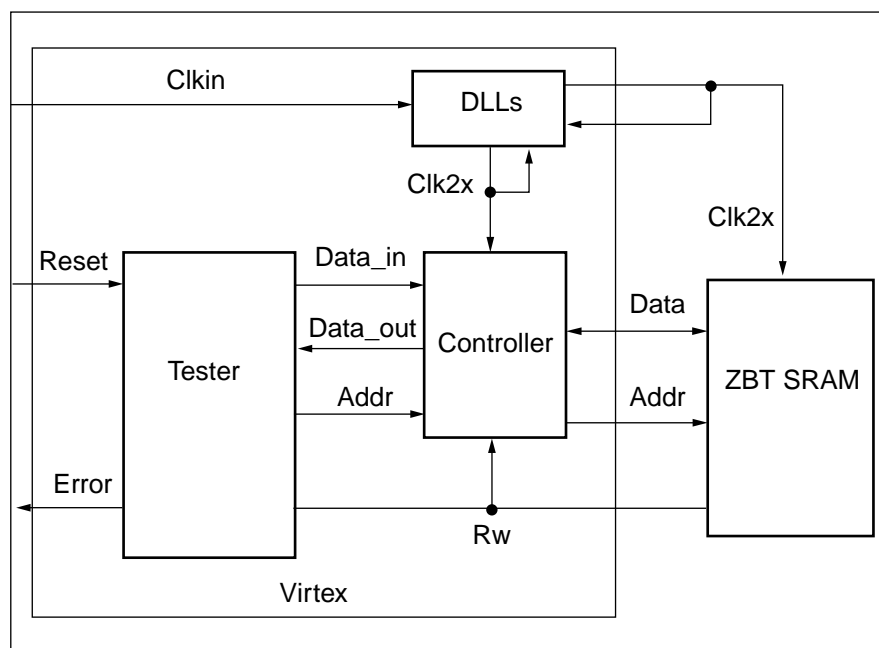 Clkin
DLLs
Clk2x
Clk2x
Reset
Data_in
Data
Data_out
Controller
Tester
ZBT SRAM
Addr
Addr
Error
Rw
Virtex